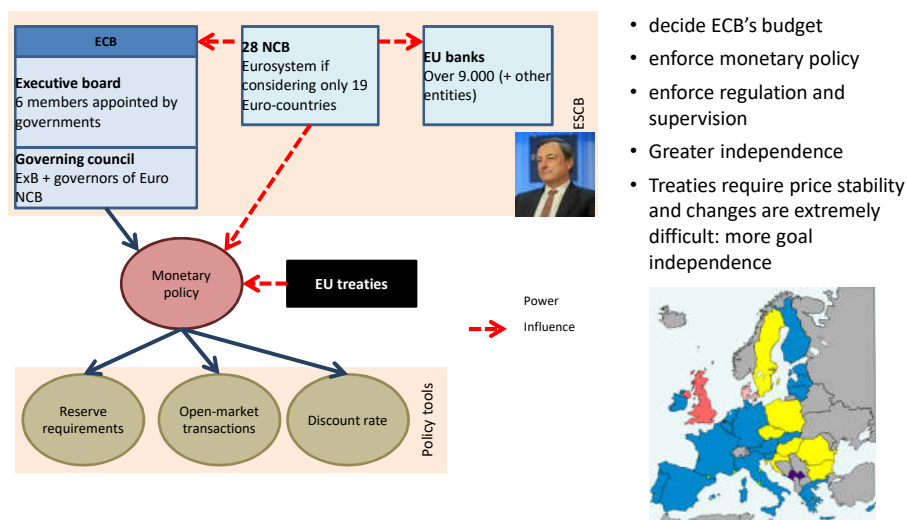 ECB
Executive board
6 members appointed by
governments
Governing council
ExB + governors of Euro
NCB
28 NCB
Eurosystem if
considering only 19
Euro-countries
EU banks
Over 9.000 (+ other
entities)
ESCB
Monetary
policy
EU treaties
Power
Influence
Reserve
requirements
Open-market
transactions
Discount rate
Policy tools
• decide ECB’s budget
• enforce monetary policy
• enforce regulation and
supervision
• Greater independence
• Treaties require price stability
and changes are extremely
difficult: more goal
independence